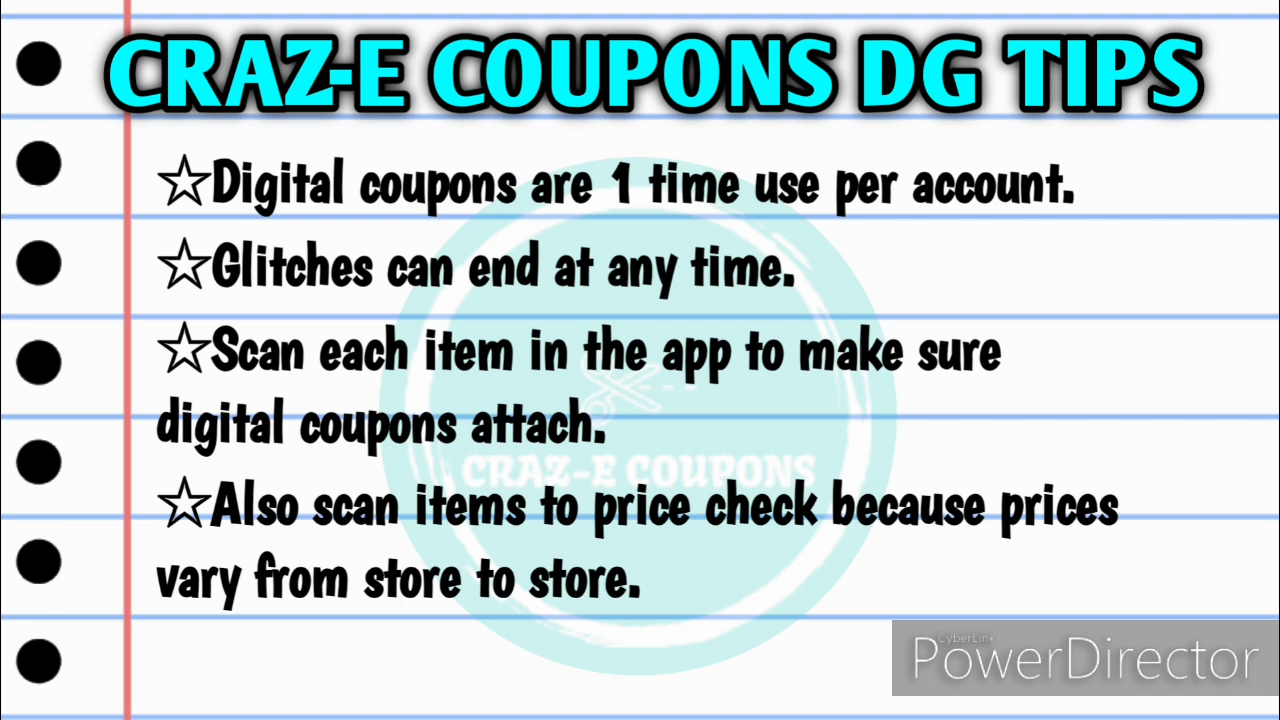 CRAZ-E COUPONS DG TIPS
☆Digital coupons are 1 time use per account.
☆Glitches can end at any time.
☆Scan each item in the app to make sure
digital coupons attach.
CRAZ-E COUPONS
☆Also scan items to price check because prices
vary from store to store.
CyberLink
PowerDirector